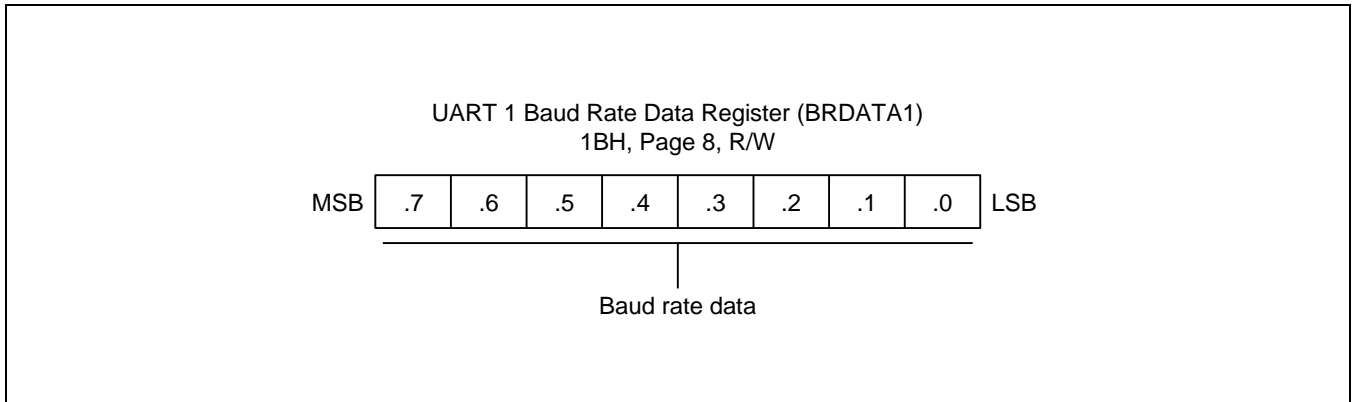 UART 1 Baud Rate Data Register (BRDATA1)
1BH, Page 8, R/W
MSB .7 .6 .5 .4 .3 .2 .1 .0 LSB
Baud rate data